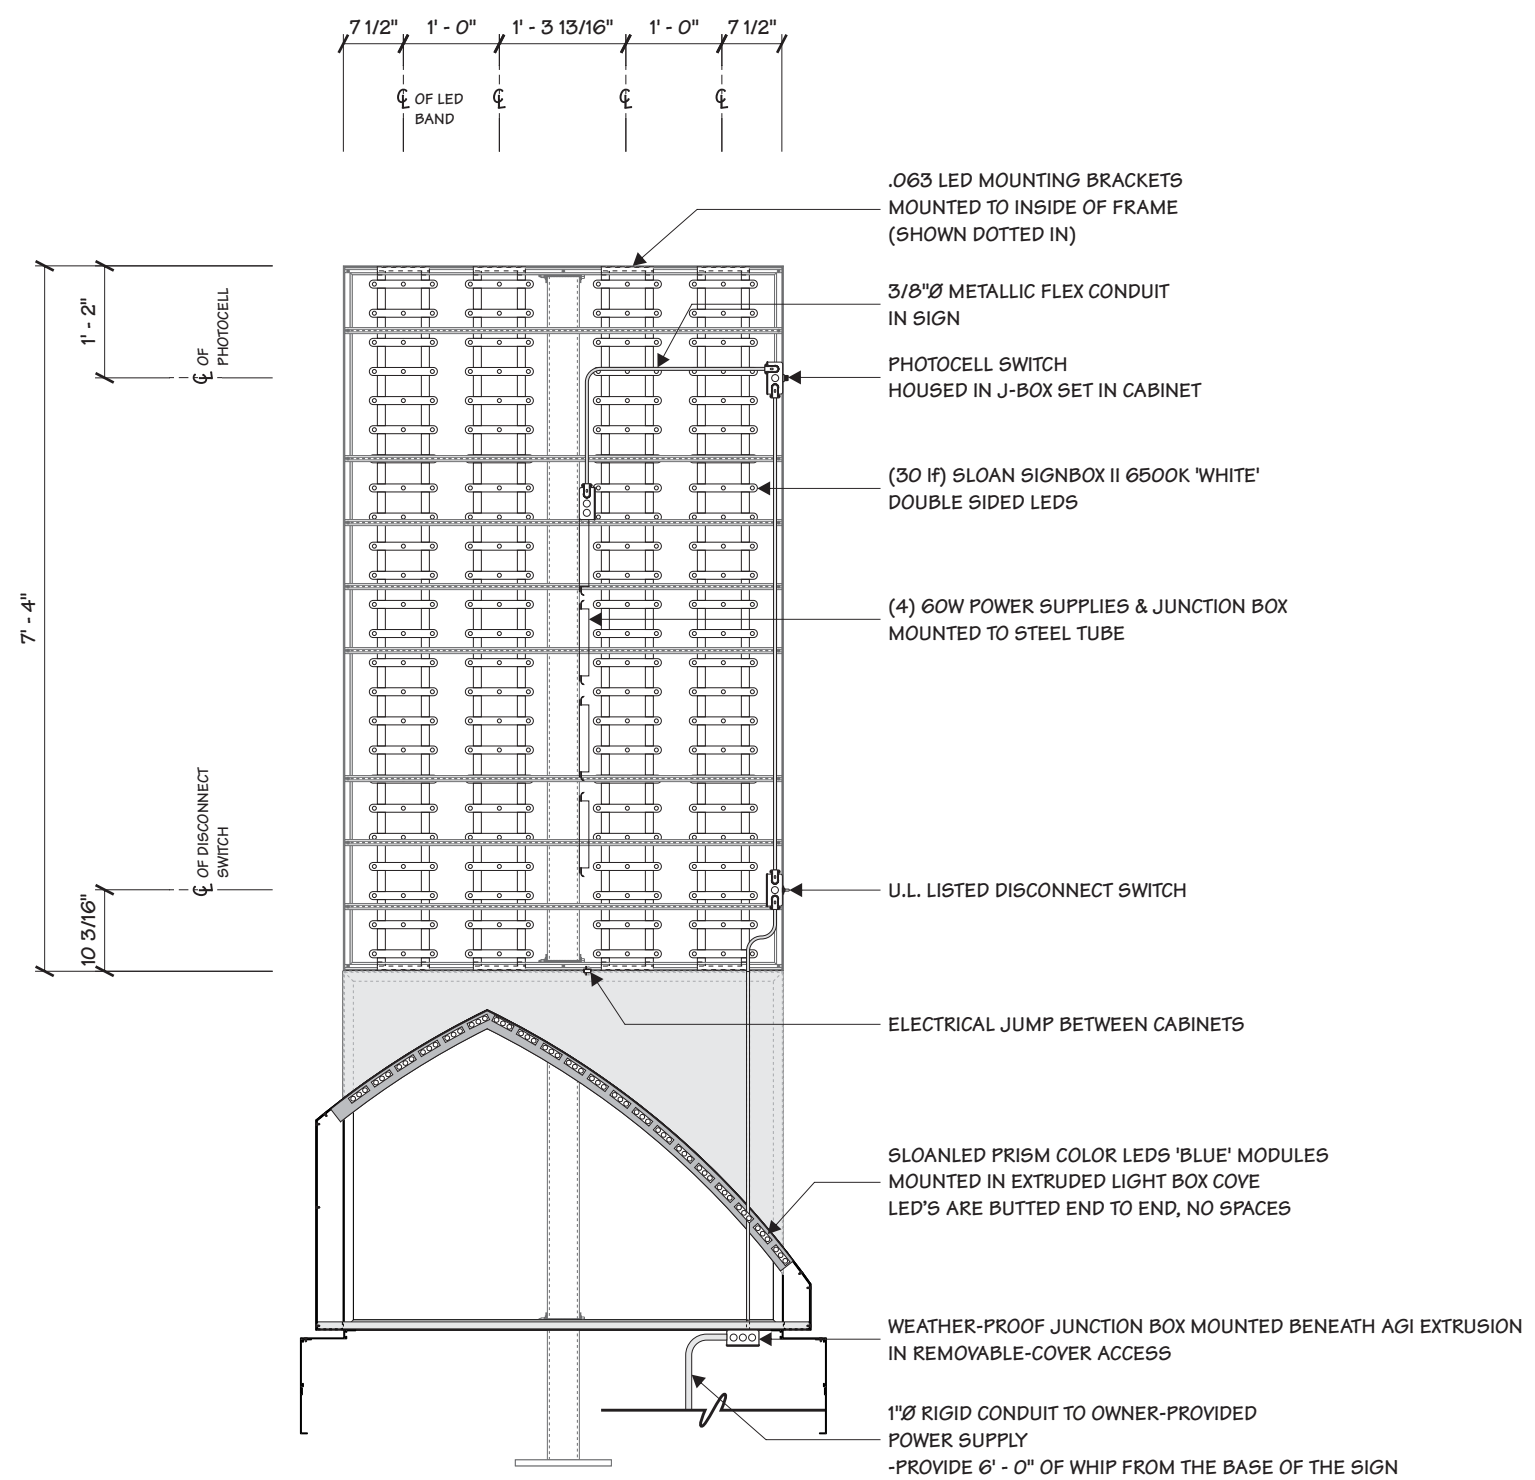 7 1/2" 1' - 0" 1' - 3 13/16" 1' - 0" 7 1/2"
℄ OF LED ℄ ℄ ℄
BAND
.063 LED MOUNTING BRACKETS
MOUNTED TO INSIDE OF FRAME
(SHOWN DOTTED IN)
3/8"Ø METALLIC FLEX CONDUIT
IN SIGN
PHOTOCELL SWITCH
HOUSED IN J-BOX SET IN CABINET
(30 lf) SLOAN SIGNBOX II 6500K 'WHITE'
DOUBLE SIDED LEDS
(4) 60W POWER SUPPLIES & JUNCTION BOX
MOUNTED TO STEEL TUBE
U.L. LISTED DISCONNECT SWITCH
ELECTRICAL JUMP BETWEEN CABINETS
SLOANLED PRISM COLOR LEDS 'BLUE' MODULES
MOUNTED IN EXTRUDED LIGHT BOX COVE
LED'S ARE BUTTED END TO END, NO SPACES
WEATHER-PROOF JUNCTION BOX MOUNTED BENEATH AGI EXTRUSION
IN REMOVABLE-COVER ACCESS
1"Ø RIGID CONDUIT TO OWNER-PROVIDED
POWER SUPPLY
-PROVIDE 6' - 0" OF WHIP FROM THE BASE OF THE SIGN
7' - 4"
1' - 2"
℄ OF
PHOTOCELL
℄ OF DISCONNECT
SWITCH
10 3/16"